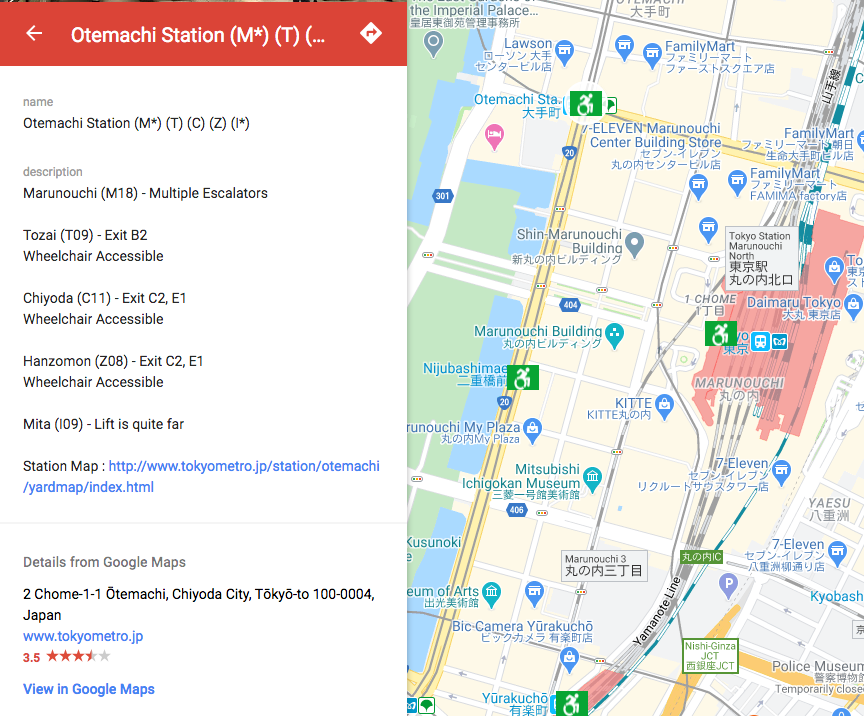 Otemachi Station (M*) (T) (...
name
Otemachi Station (M*) (T) (C) (Z) (I*)
description
Marunouchi (M18) - Multiple Escalators
Tozai (T09) - Exit B2
Wheelchair Accessible
Chiyoda (C11) - Exit C2, E1
Wheelchair Accessible
Hanzomon (Z08) - Exit C2, E1
Wheelchair Accessible
Mita (I09) - Lift is quite far
Station Map : http://www.tokyometro.jp/station/otemachi
/yardmap/index.html
Details from Google Maps
2 Chome-1-1 Ōtemachi, Chiyoda City, Tōkyō-to 100-0004,
Japan
www.tokyometro.jp
3.5
View in Google Maps
the Imperial Palace...
皇居東御苑管理事務所
OTEMACHI
大手町
Lawson
ローソン 大手
センタービル店
FamilyMart
ファミリーマート
ファーストスクエア店
山手線
Otemachi Sta
大手町
7-ELEVEN Marunouchi
Center Building Store
セブン-イレブン
丸の内センタービル店
20
FamilyMart
ファミリーマート朝日
生命大手町ビル店
FamilyMart
ファミリーマート
FAMIMA factory店
301
Shin-Marunouchi
Building
新丸の内ビルディング
Tokyo Station
Marunouchi
North
東京駅
丸の内北口
404
1 CHOME
1丁目
Daimaru Tokyo
大丸 東京店
Marunouchi Building
丸の内ビルディング
yo
東京
Nijubashimae
二重橋前
20
MARUNOUCHI
丸の内
KITTE
KITTE丸の内
runouchi My Plaza
丸の内My Plaza
Mitsubishi
Ichigokan Museum
三菱一号館美術館
7-Eleven
セブン-イレブン
リクルートサウスタワー店
406
YAESU
八重洲
Kusunoki
7-Eleven
セブン-イレブン
八重洲柳通り店
Marunouchi 3
丸の内三丁目
丸の内IC
P
eum of Arts
出光美術館
Yamanote Line
Kyobash
Bic Camera Yūrakuchō
ビックカメラ 有楽町店
Nishi-Ginza
JCT
西銀座JCT
Police Museum
警察博物館
Temporarily close
Yūrakuchō
有楽町